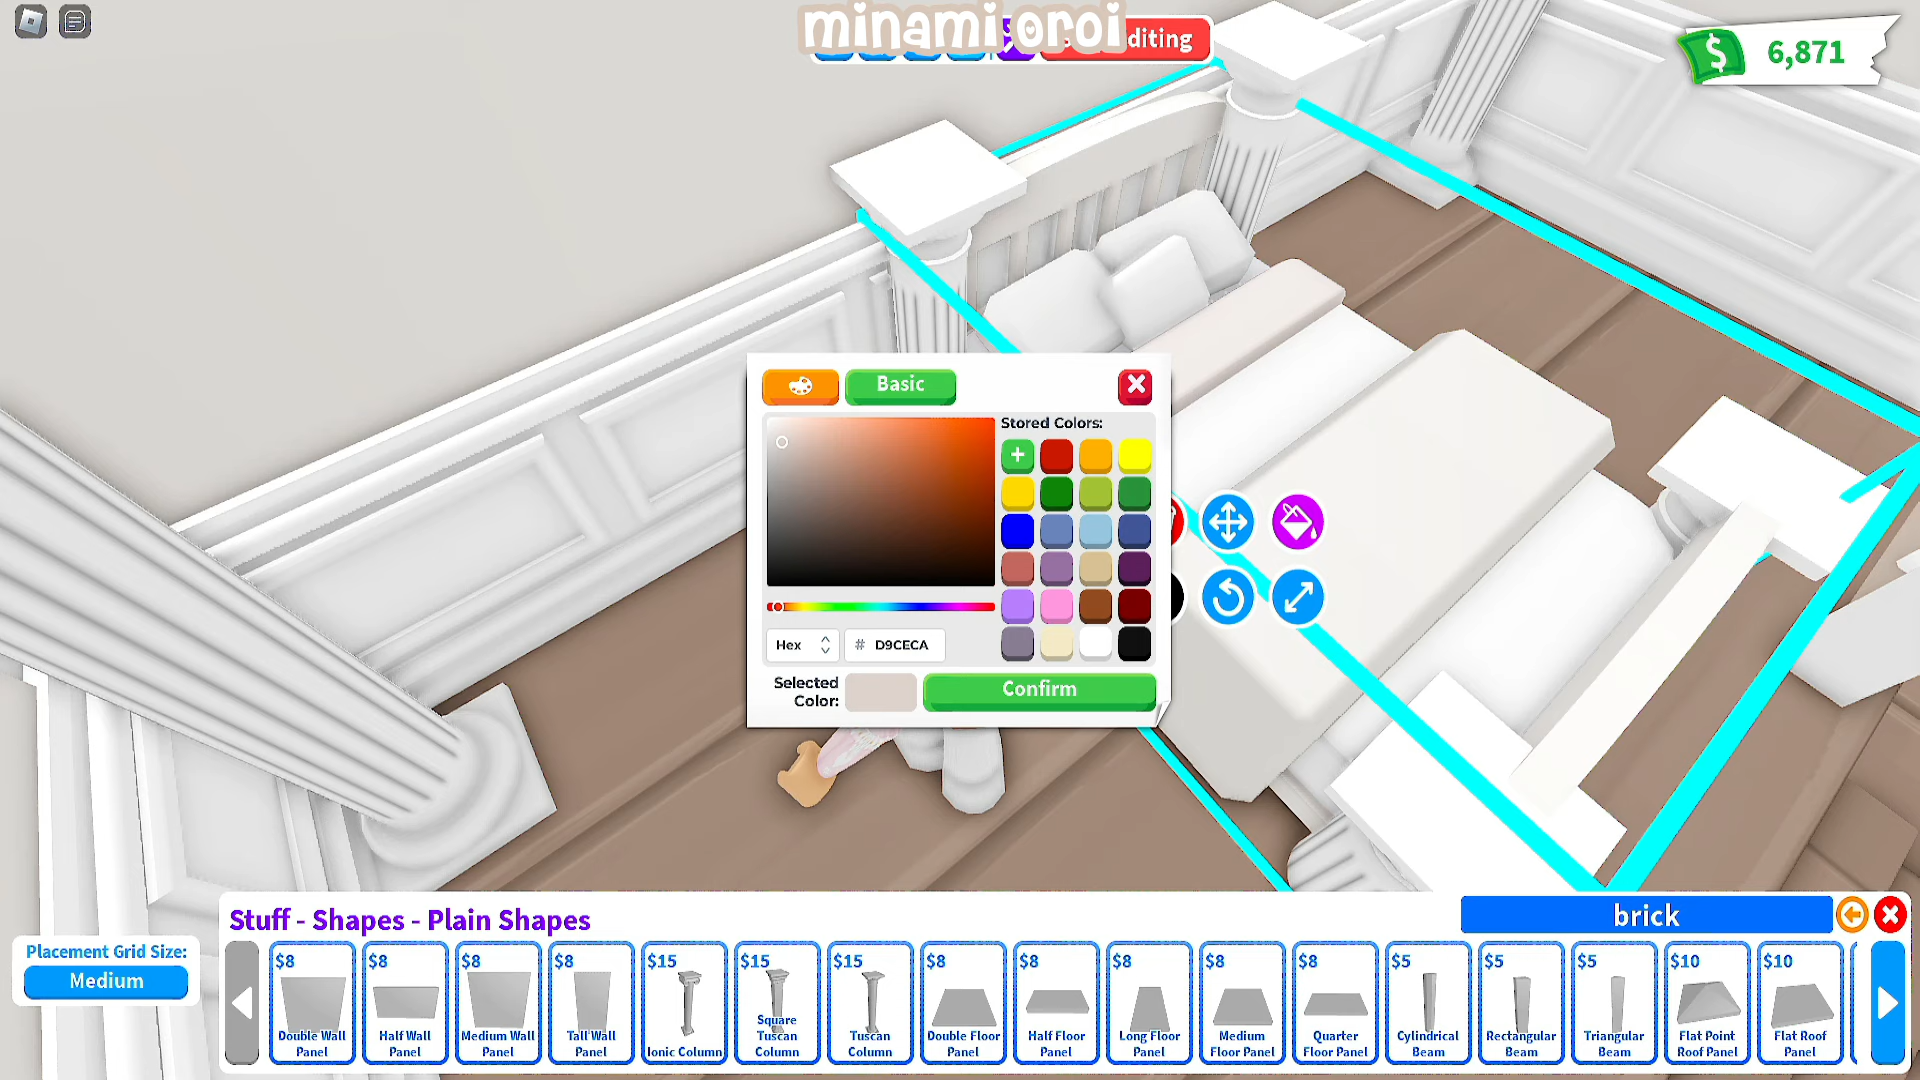 minami.oroi
diting
6,871
Basic
Stored Colors:
Hex
# D9CECA
Selected
Color:
Confirm
Stuff - Shapes - Plain Shapes
brick
Placement Grid Size:
Medium
$8
Double Wall
Panel
$8
Half Wall
Panel
$8
Medium Wall
Panel
$8
Tall Wall
Panel
$15
Ionic Column
$15
Square
Tuscan
Column
$15
Tuscan
Column
$8
Double Floor
Panel
$8
Half Floor
Panel
$8
Long Floor
Panel
$8
Medium
Floor Panel
$8
Quarter
Floor Panel
$5
Cylindrical
Beam
$5
Rectangular
Beam
$5
Triangular
Beam
$10
Flat Point
Roof Panel
$10
Flat Roof
Panel